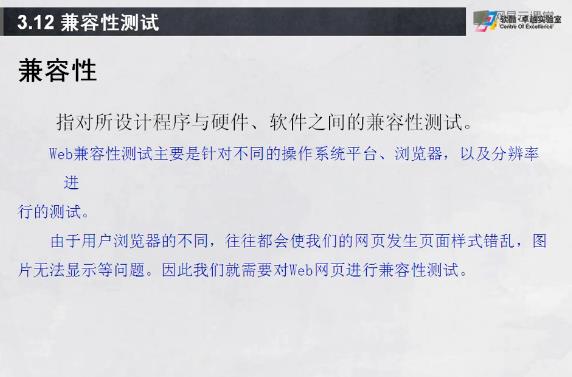 3.12 兼容性测试
软酷·卓越实验室
Centre Of Excellence
兼容性
指对所设计程序与硬件、软件之间的兼容性测试。
Web兼容性测试主要是针对不同的操作系统平台、浏览器，以及分辨率
进
行的测试。
由于用户浏览器的不同，往往都会使我们的网页发生页面样式错乱，图
片无法显示等问题。因此我们就需要对Web网页进行兼容性测试。